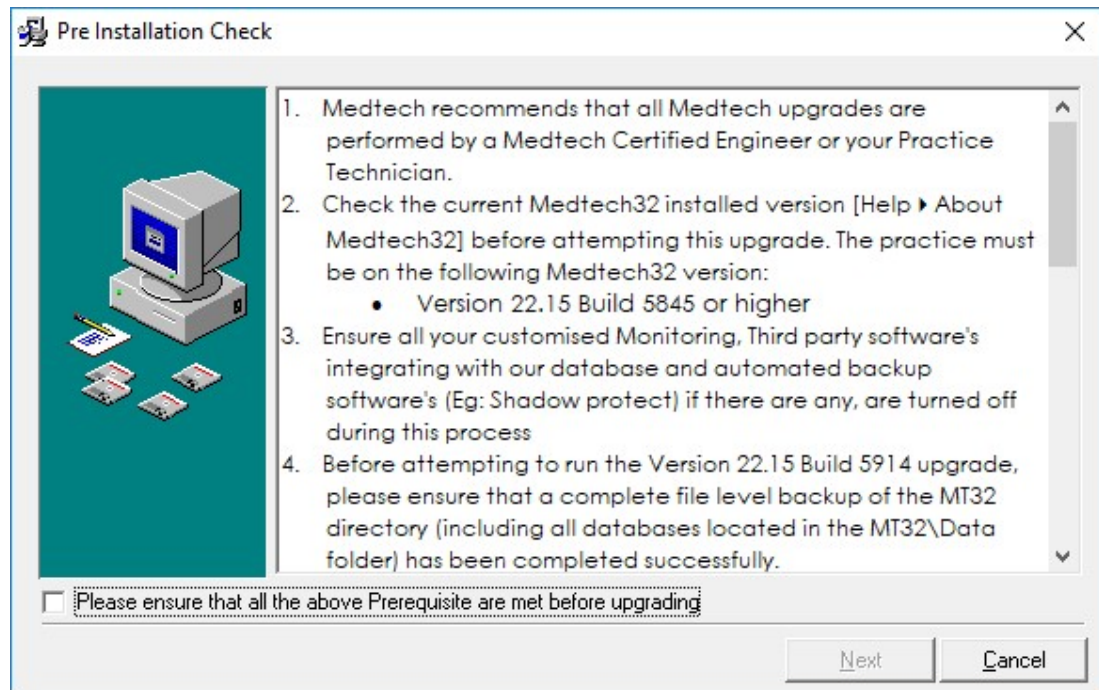 Pre Installation Check
1. Medtech recommends that all Medtech upgrades are
performed by a Medtech Certified Engineer or your Practice
Technician.
2. Check the current Medtech32 installed version [Help ▸ About
Medtech32] before attempting this upgrade. The practice must
be on the following Medtech32 version:
• Version 22.15 Build 5845 or higher
3. Ensure all your customised Monitoring, Third party software's
integrating with our database and automated backup
software's (Eg: Shadow protect) if there are any, are turned off
during this process
4. Before attempting to run the Version 22.15 Build 5914 upgrade,
please ensure that a complete file level backup of the MT32
directory (including all databases located in the MT32\Data
folder) has been completed successfully.
Please ensure that all the above Prerequisite are met before upgrading
Next
Cancel